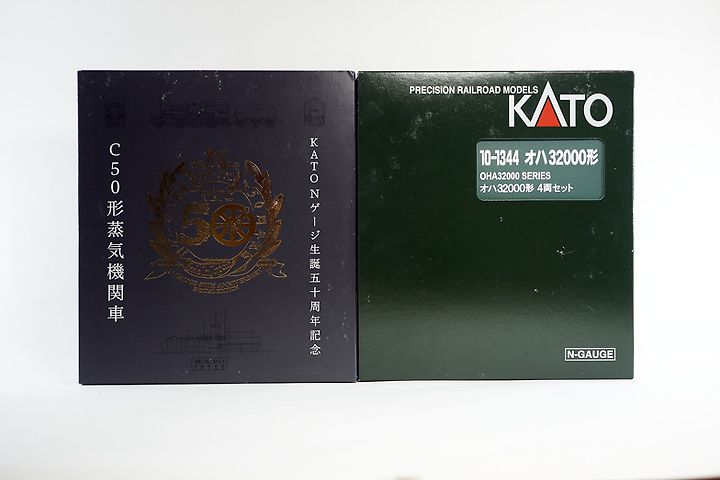 C50形蒸気機関車
KATO Nゲージ生誕五十周年記念
50
KATO
PRECISION RAILROAD MODELS
KATO
10-1344 オハ32000形
OHA32000 SERIES
オハ32000形 4両セット
N-GAUGE